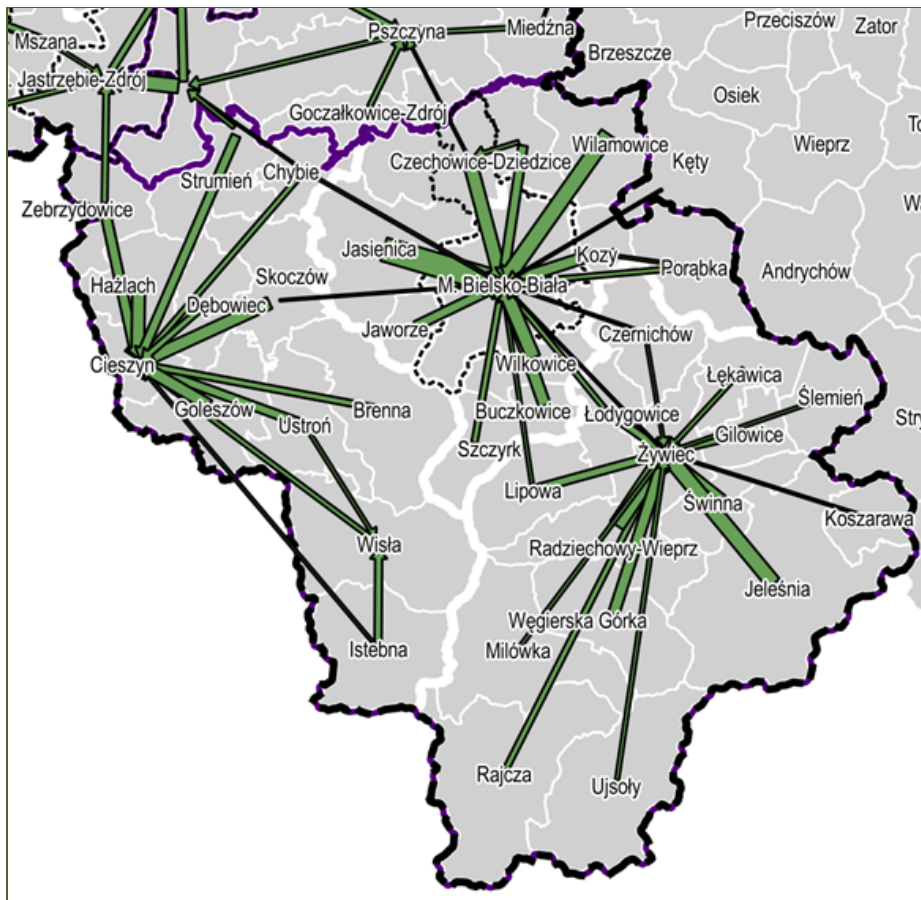 Przeciszów
Zator
Pszczyna
Miedźna
Mszana
Brzeszcze
Jastrzębie-Zdrój
Osiek
Goczałkowice-Zdrój
Wilamowice
Wieprz
Czechowice-Dziedzice
Kęty
Chybie
Strumień
Zebrzydowice
Jasienica
Kozy
Porąbka
Andrychów
Skoczów
Hażlach
M. Bielsko-Biała
Dębowiec
Jaworze
Czernichów
Cieszyn
Wilkowice
Łękawica
Ślemień
Goleszów
Brenna
Buczkowice
Łodygowice
Ustroń
Gilowice
Szczyrk
Żywiec
Lipowa
Świnna
Koszarawa
Wisła
Radziechowy-Wieprz
Jeleśnia
Węgierska Górka
Istebna
Milówka
Rajcza
Ujsoły